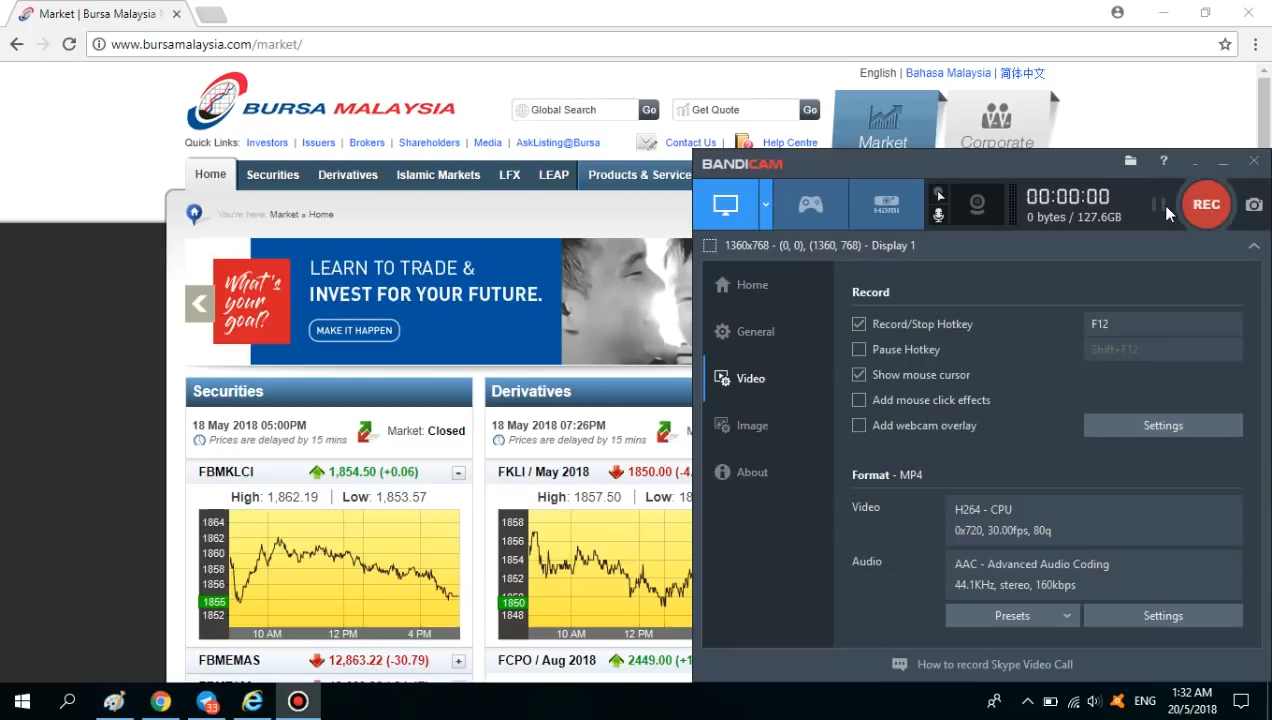 Market | Bursa Malaysia
www.bursamalaysia.com/market/
English | Bahasa Malaysia | 简体中文
BURSA MALAYSIA
Global Search Go
Get Quote Go
Market
Corporate
Quick Links: Investors | Issuers | Brokers | Shareholders | Media | AskListing@Bursa
Contact Us
Help Centre
Home Securities Derivatives Islamic Markets LFX LEAP Products & Service
You're here: Market » Home
What's
your
goal?
LEARN TO TRADE &
INVEST FOR YOUR FUTURE.
MAKE IT HAPPEN
Securities
18 May 2018 05:00PM
Prices are delayed by 15 mins
Market: Closed
FBMKLCI 1,854.50 (+0.06)
High: 1,862.19 | Low: 1,853.57
1864
1862
1860
1858
1856
1855
1852
10 AM 12 PM 4 PM
FBMEMAS 12,863.22 (-30.79)
Derivatives
18 May 2018 07:26PM
Prices are delayed by 15 mins
FKLI / May 2018 1850.00 (-4.
High: 1857.50 | Low: 18
1858
1856
1854
1852
1850
1848
10 AM 12 PM
FCPO / Aug 2018 2449.00 (+1
BANDICAM
HDMI
00:00:00
0 bytes / 127.6GB
REC
1360x768 - (0, 0), (1360, 768) - Display 1
Home
General
Video
Image
About
Record
Record/Stop Hotkey F12
Pause Hotkey Shift+F12
Show mouse cursor
Add mouse click effects
Add webcam overlay Settings
Format - MP4
Video
H264 - CPU
0x720, 30.00fps, 80q
Audio
AAC - Advanced Audio Coding
44.1KHz, stereo, 160kbps
Presets Settings
How to record Skype Video Call
33
ENG
1:32 AM
20/5/2018